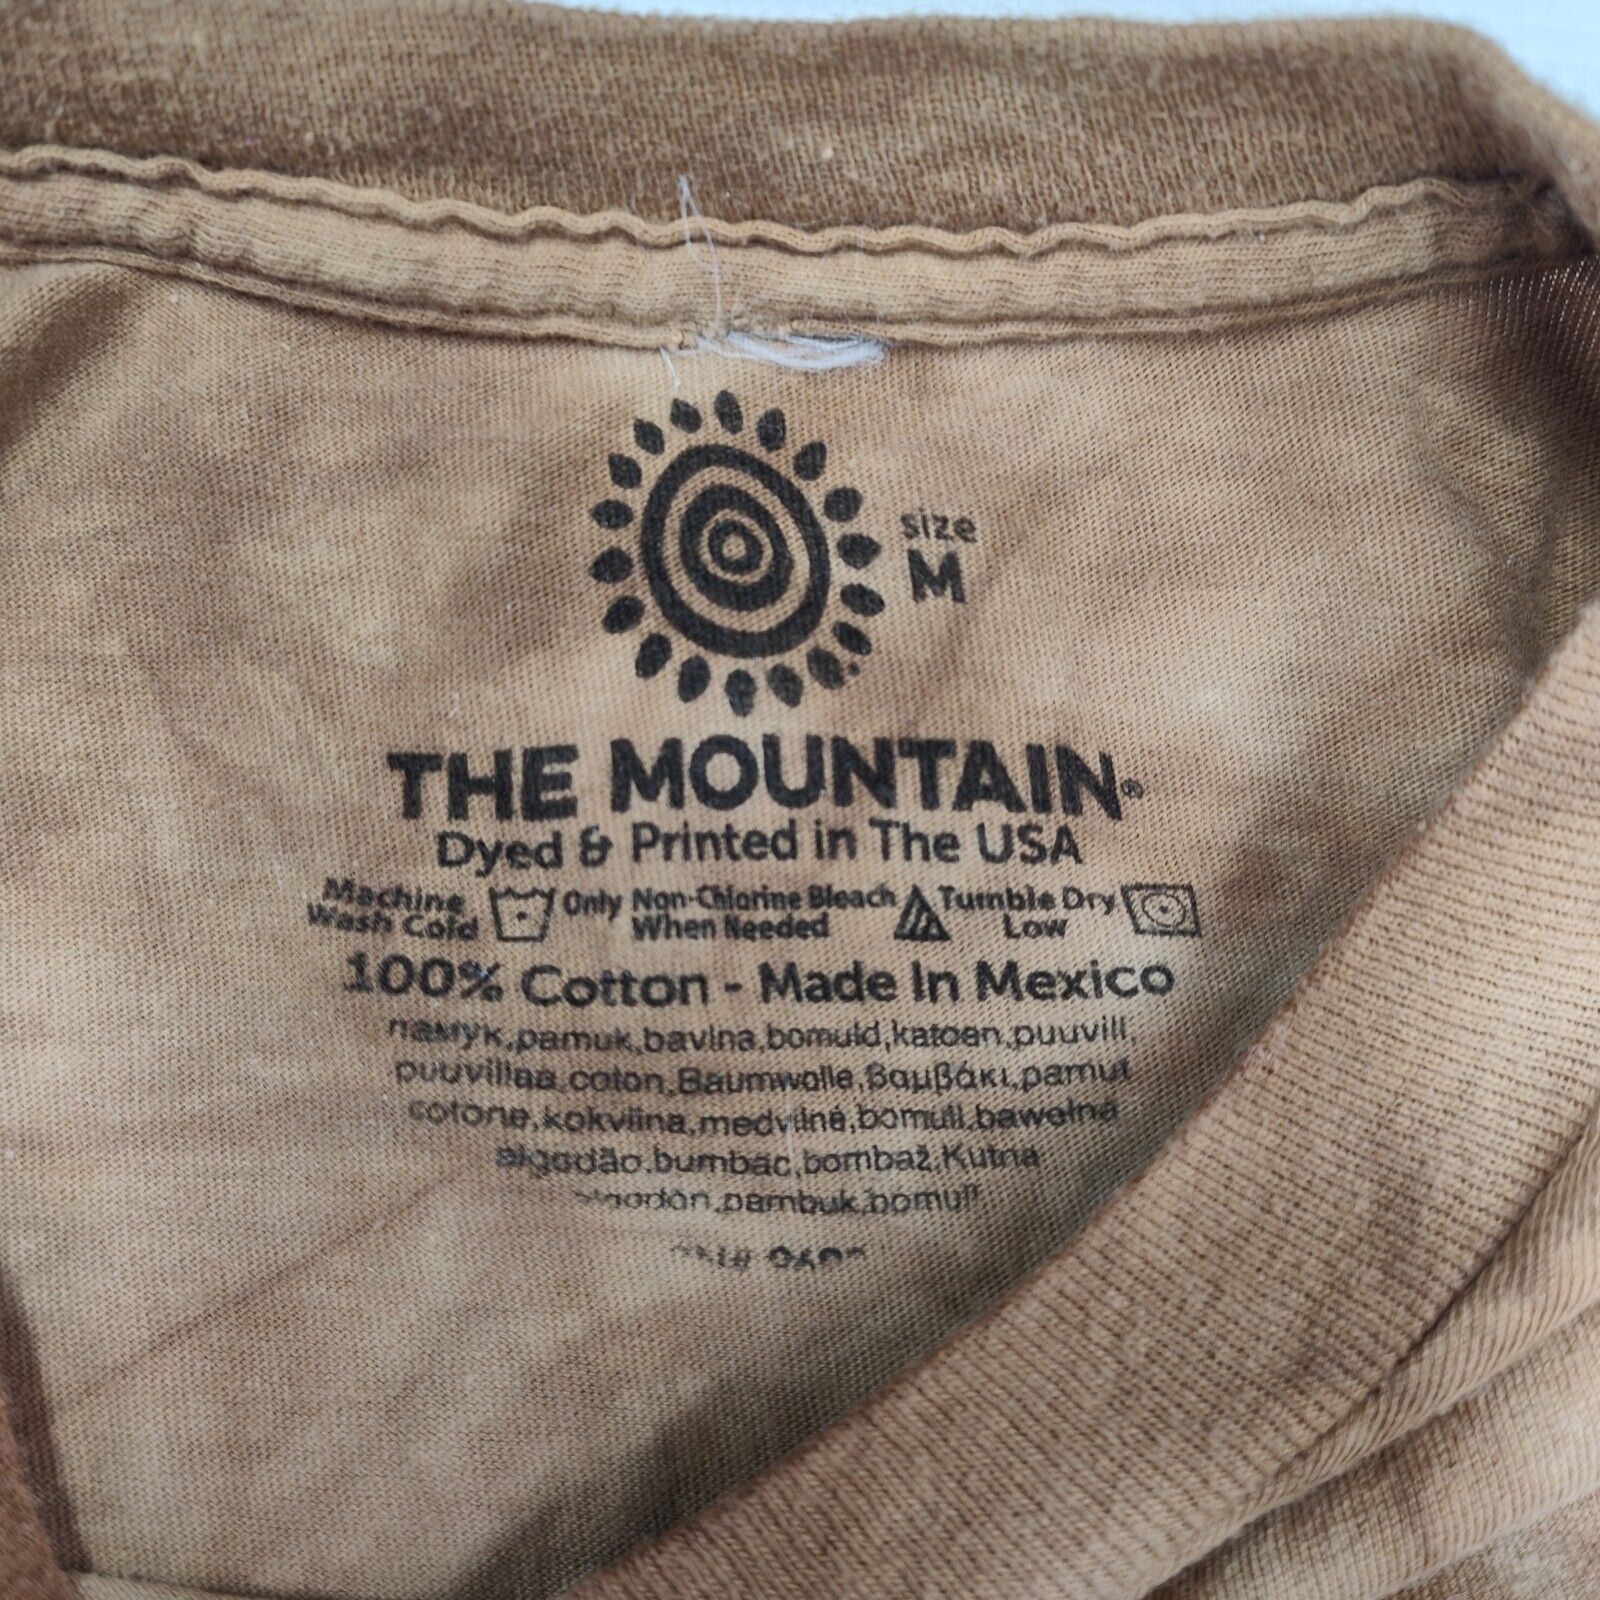 size
M
THE MOUNTAIN®
Dyed & Printed in The USA
Machine Wash Cold Only Non-Chlorine Bleach When Needed Tumble Dry Low
100% Cotton - Made In Mexico
памук,pamuk,bavlna,bomuld,katoen,puuvill,
puuvillaa,coton,Baumwolle,βαμβάκι,pamut
cotone,kokvilna,medvilnė,bomull,bawełna
algodão,bumbac,bombaž,Kutna
algodón,pambuk,bomull